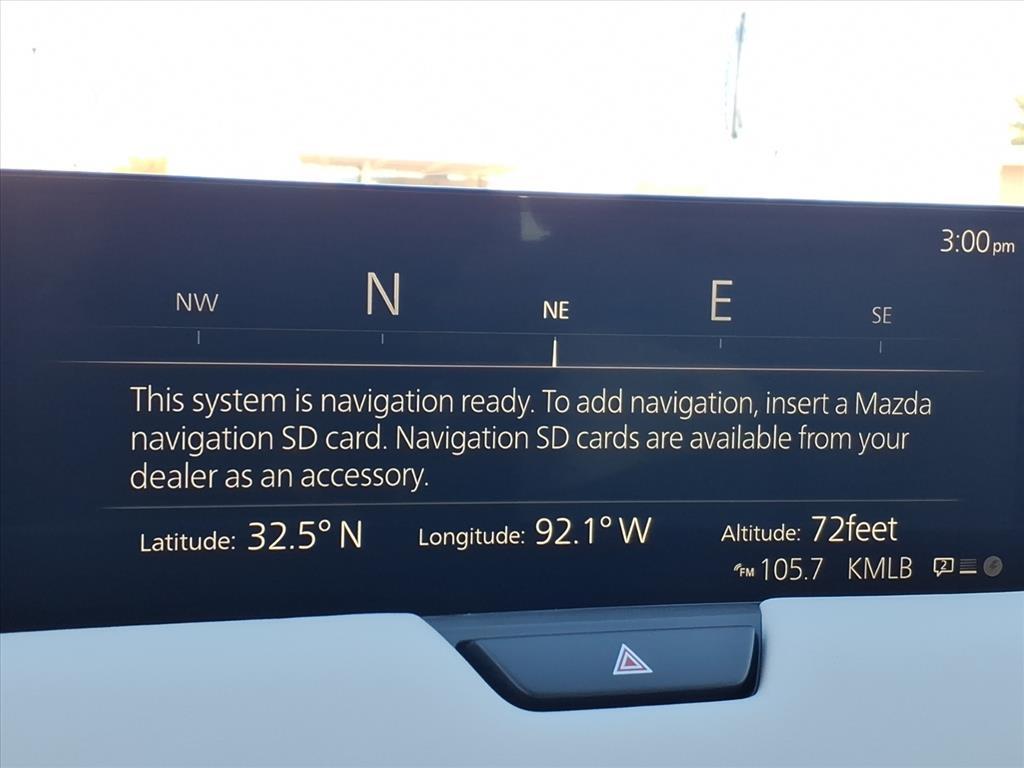 3:00pm
NW N NE E SE
This system is navigation ready. To add navigation, insert a Mazda
navigation SD card. Navigation SD cards are available from your
dealer as an accessory.
Latitude: 32.5° N Longitude: 92.1° W Altitude: 72feet
FM 105.7 KMLB 2